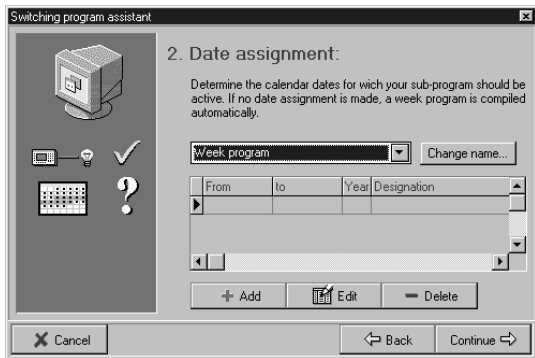 Switching program assistant
2. Date assignment:
Determine the calendar dates for wich your sub-program should be
active. If no date assignment is made, a week program is compiled
automatically.
Week program
Change name...
From to Year Designation
Add Edit Delete
Cancel Back Continue